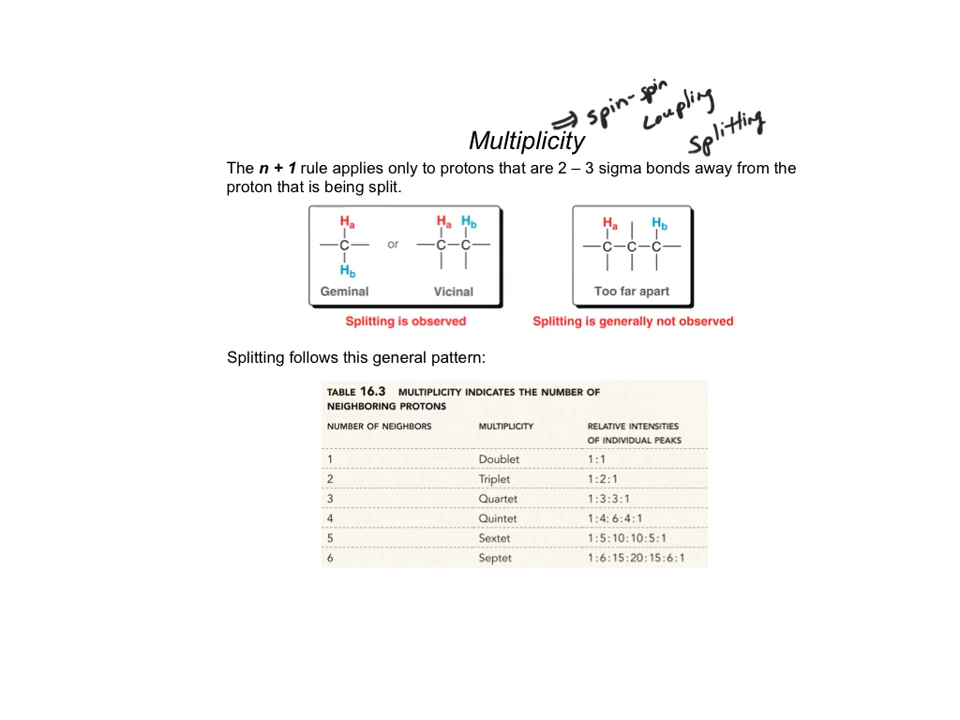 ⇒ spin-spin
coupling
splitting
Multiplicity
The n + 1 rule applies only to protons that are 2 – 3 sigma bonds away from the
proton that is being split.
Ha
C
Hb
Geminal
or
Ha Hb
C C
Vicinal
Ha Hb
C C C
Too far apart
Splitting is observed
Splitting is generally not observed
Splitting follows this general pattern:
TABLE 16.3 MULTIPLICITY INDICATES THE NUMBER OF
NEIGHBORING PROTONS
NUMBER OF NEIGHBORS MULTIPLICITY RELATIVE INTENSITIES
OF INDIVIDUAL PEAKS
1 Doublet 1:1
2 Triplet 1:2:1
3 Quartet 1:3:3:1
4 Quintet 1:4:6:4:1
5 Sextet 1:5:10:10:5:1
6 Septet 1:6:15:20:15:6:1